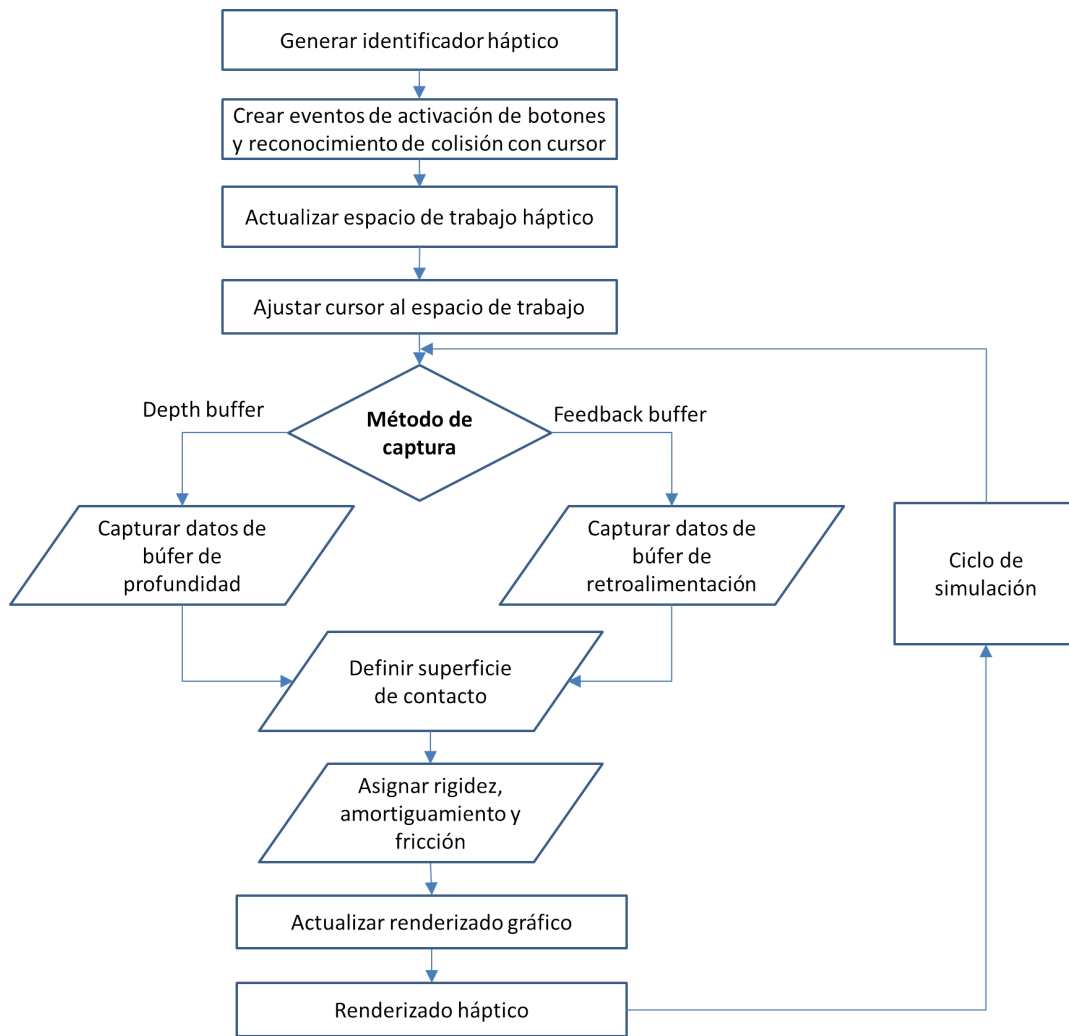 Generar identificador háptico
Crear eventos de activación de botones
y reconocimiento de colisión con cursor
Actualizar espacio de trabajo háptico
Ajustar cursor al espacio de trabajo
Depth buffer
Método de
captura
Feedback buffer
Capturar datos de
búfer de
profundidad
Capturar datos de
búfer de
retroalimentación
Ciclo de
simulación
Definir superficie
de contacto
Asignar rigidez,
amortiguamiento y
fricción
Actualizar renderizado gráfico
Renderizado háptico